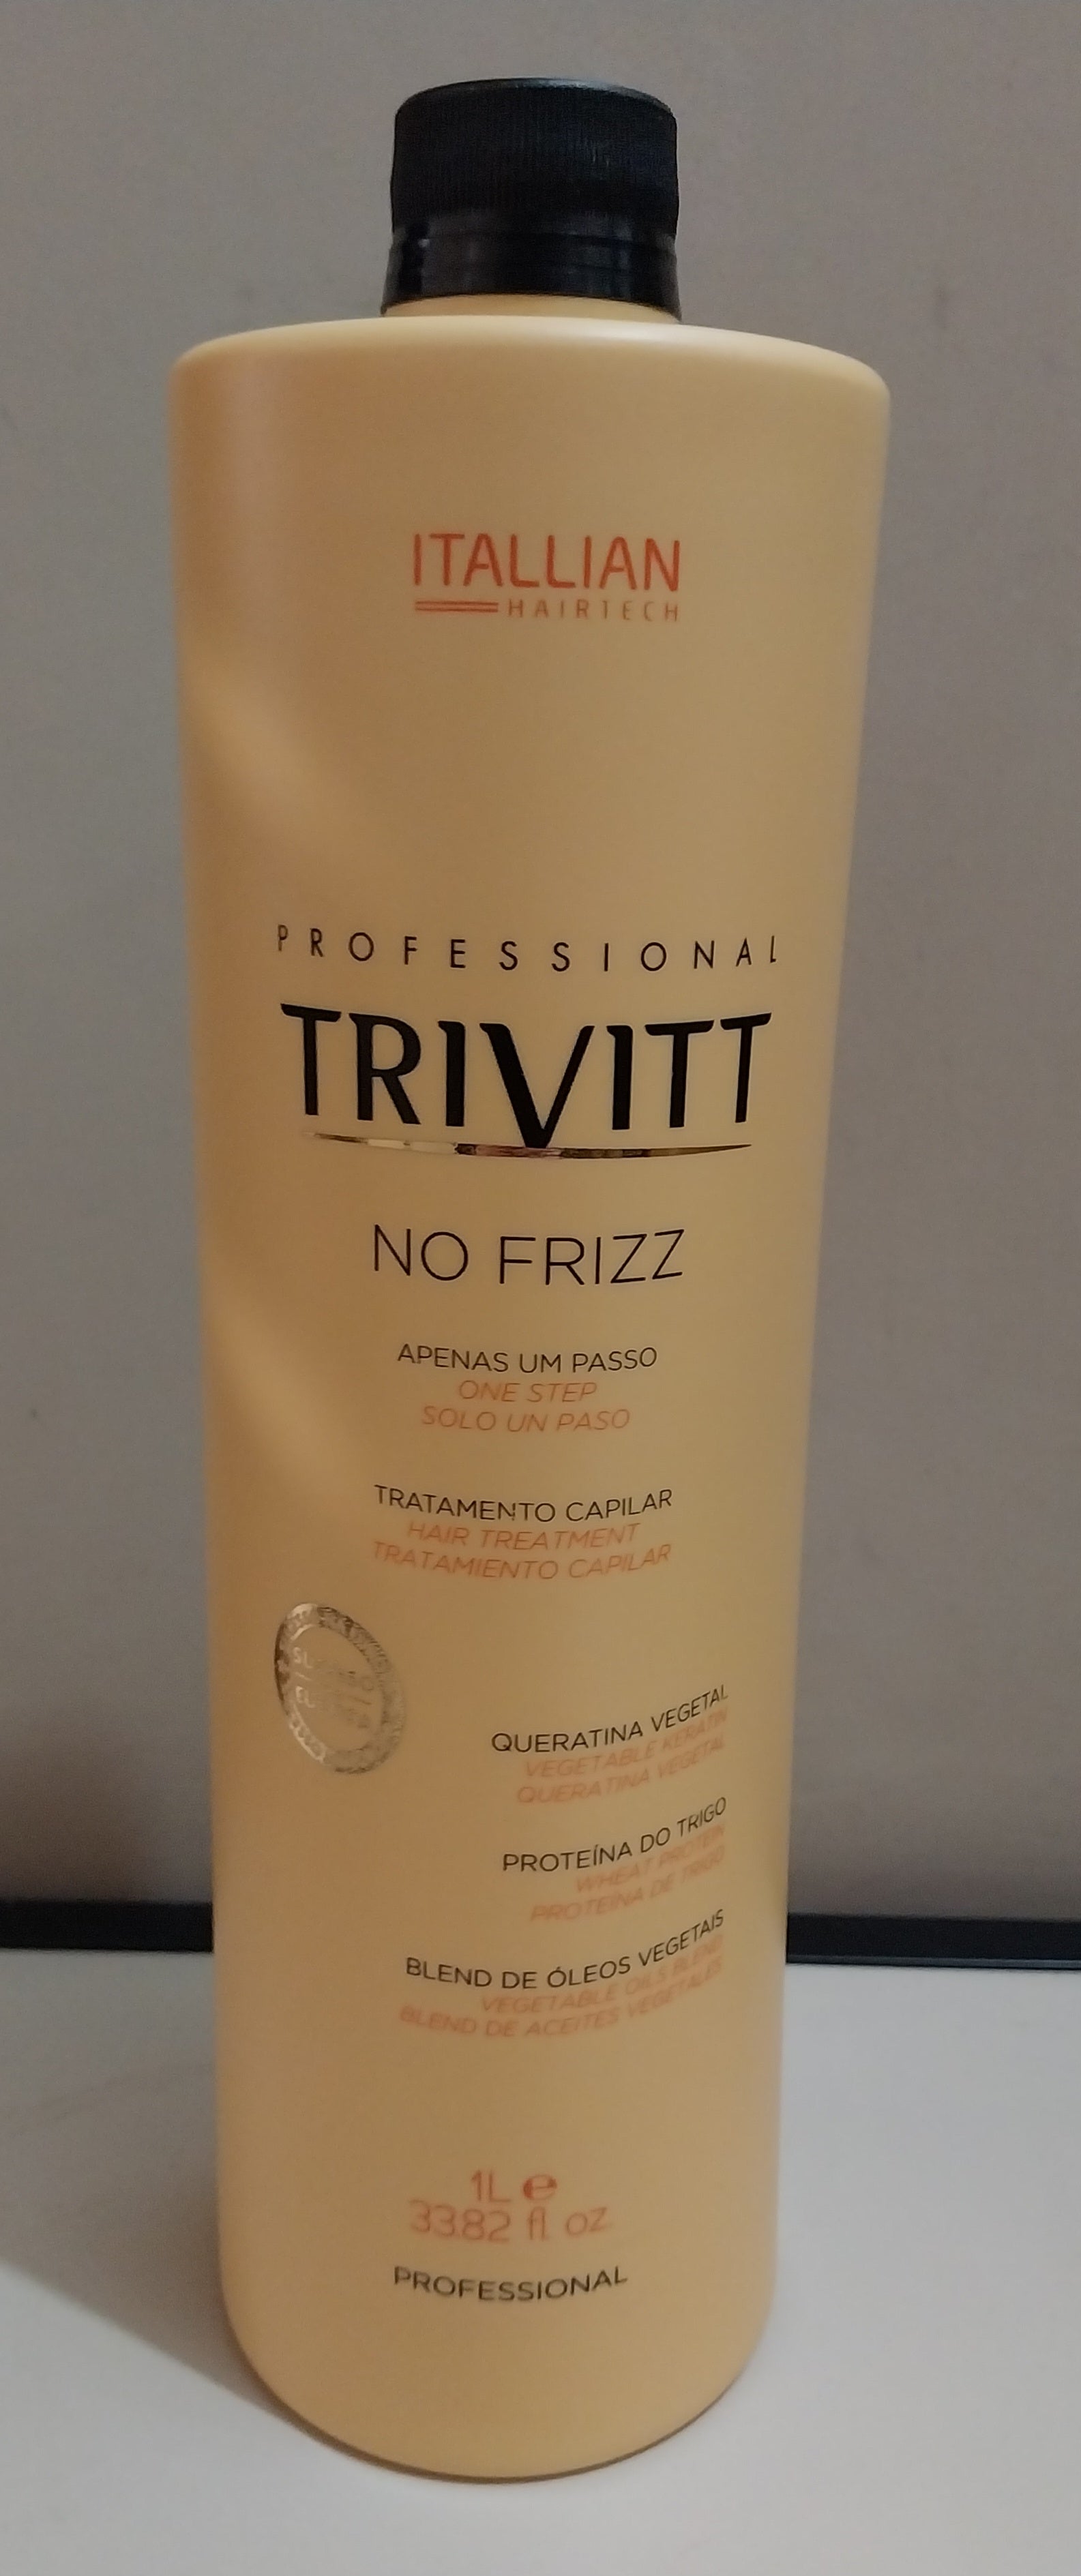 ITALLIAN
HAIRTECH
PROFESSIONAL
TRIVITT
NO FRIZZ
APENAS UM PASSO
ONE STEP
SOLO UN PASO
TRATAMENTO CAPILAR
HAIR TREATMENT
TRATAMIENTO CAPILAR
QUERATINA VEGETAL
VEGETABLE KERATIN
QUERATINA VEGETAL
PROTEÍNA DO TRIGO
WHEAT PROTEIN
PROTEÍNA DE TRIGO
BLEND DE ÓLEOS VEGETAIS
VEGETABLE OILS BLEND
BLEND DE ACEITES VEGETALES
1L e
33.82 fl oz
PROFESSIONAL